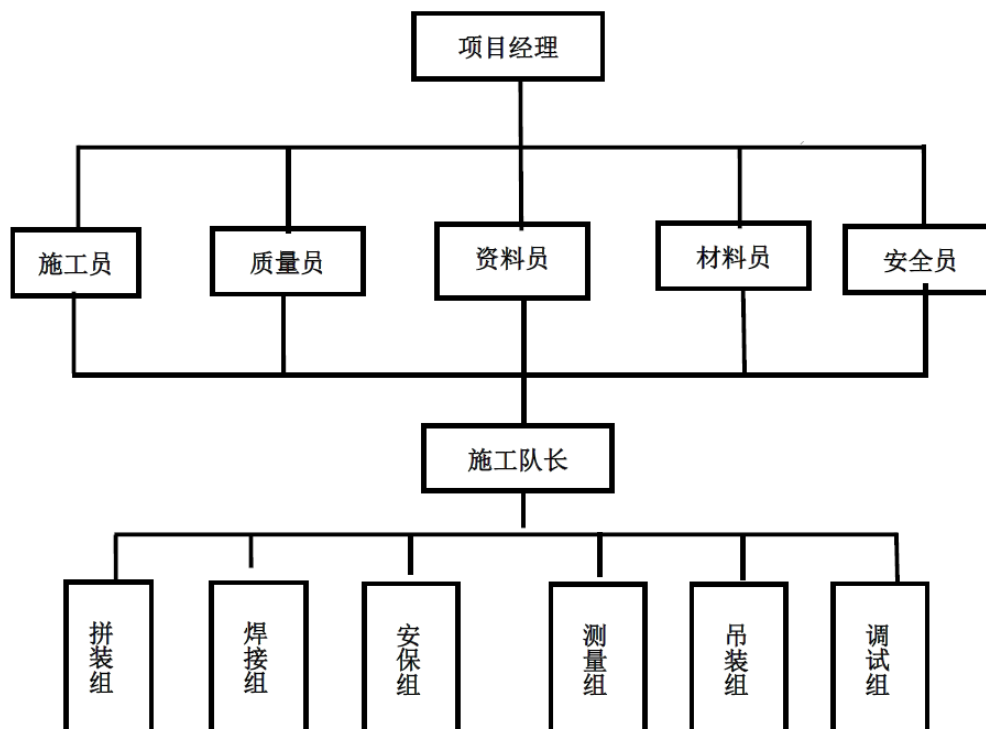 项目经理
施工员
质量员
资料员
材料员
安全员
施工队长
拼装组
焊接组
安保组
测量组
吊装组
调试组